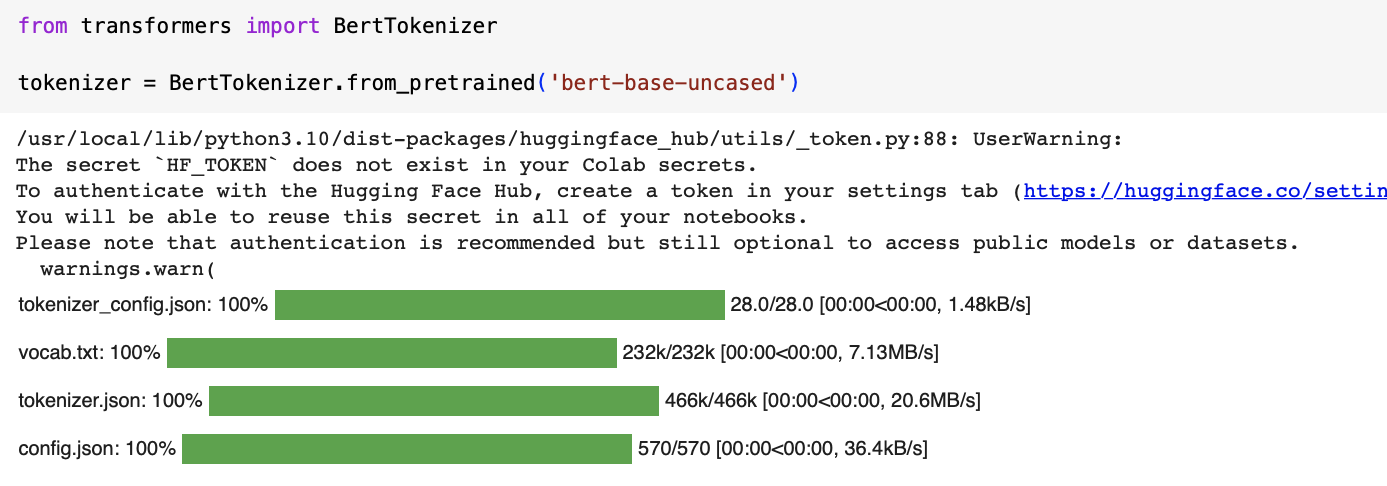 from transformers import BertTokenizer
tokenizer = BertTokenizer.from_pretrained('bert-base-uncased')
/usr/local/lib/python3.10/dist-packages/huggingface_hub/utils/_token.py:88: UserWarning:
The secret `HF_TOKEN` does not exist in your Colab secrets.
To authenticate with the Hugging Face Hub, create a token in your settings tab (https://huggingface.co/settin
You will be able to reuse this secret in all of your notebooks.
Please note that authentication is recommended but still optional to access public models or datasets.
  warnings.warn(
tokenizer_config.json: 100% 28.0/28.0 [00:00<00:00, 1.48kB/s]
vocab.txt: 100% 232k/232k [00:00<00:00, 7.13MB/s]
tokenizer.json: 100% 466k/466k [00:00<00:00, 20.6MB/s]
config.json: 100% 570/570 [00:00<00:00, 36.4kB/s]